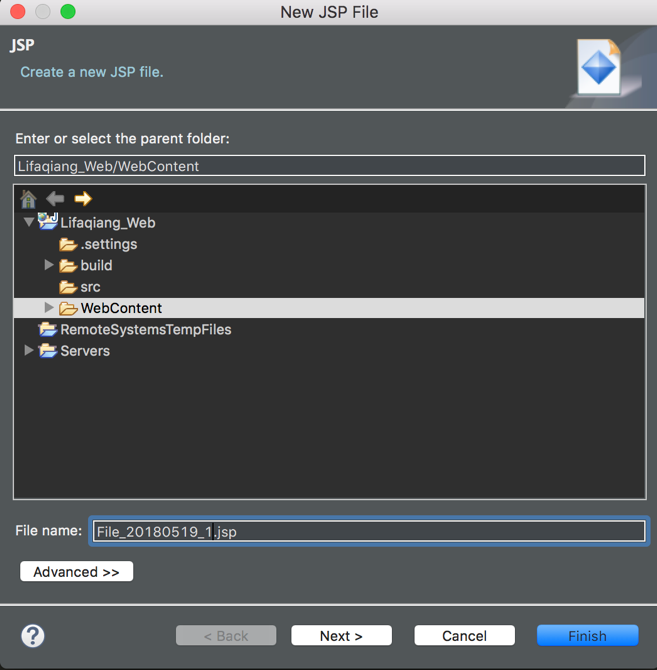 New JSP File
JSP
Create a new JSP file.
Enter or select the parent folder:
Lifaqiang_Web/WebContent
Lifaqiang_Web
.settings
build
src
WebContent
RemoteSystemsTempFiles
Servers
File name: File_20180519_1.jsp
Advanced >>
? < Back Next > Cancel Finish